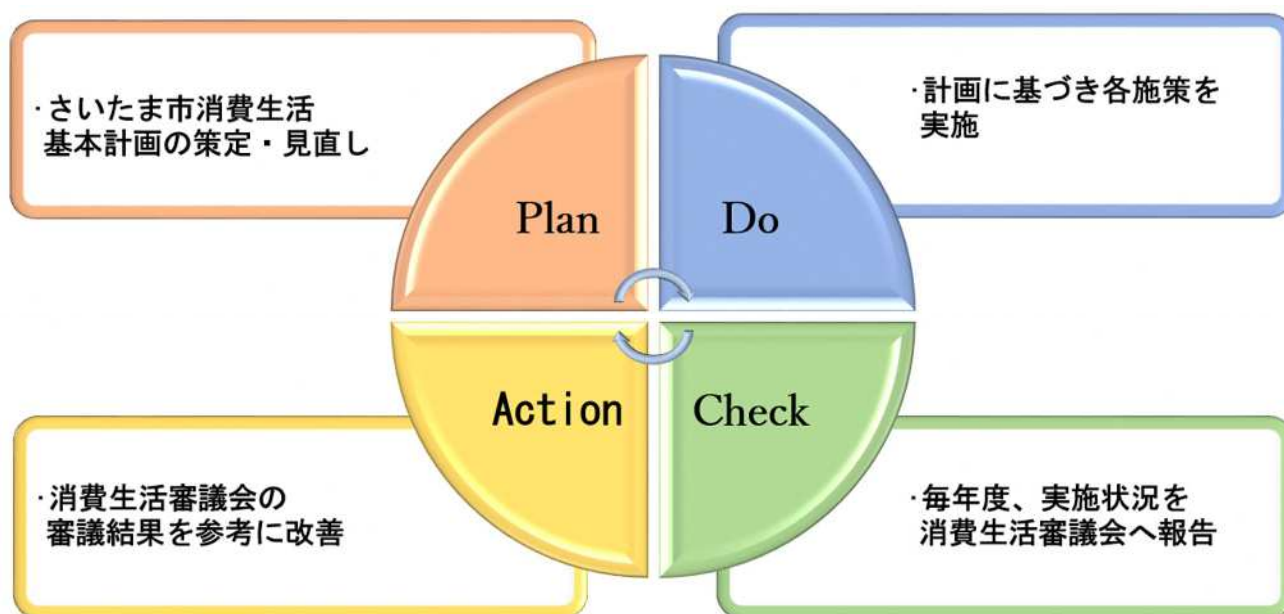 ・さいたま市消費生活
基本計画の策定・見直し
・計画に基づき各施策を
実施
Plan
Do
Action
Check
・消費生活審議会の
審議結果を参考に改善
・毎年度、実施状況を
消費生活審議会へ報告